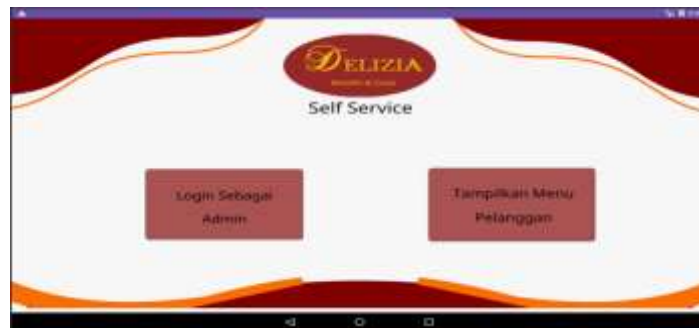 DELIZIA
Self Service
Login Sebagai
Admin
Tampilkan Menu
Pelanggan